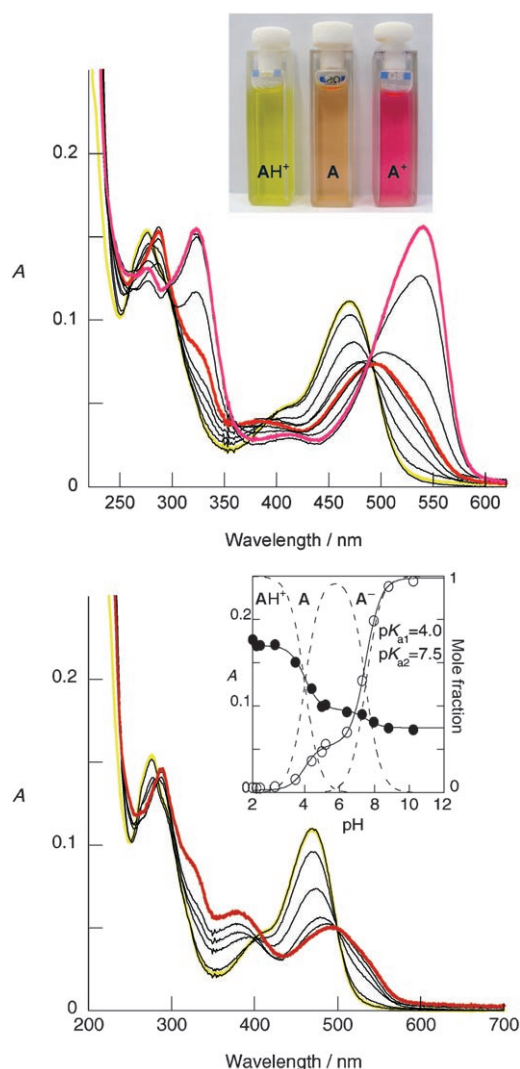 AH+ A A+
0.2
A
0.1
0
250 300 350 400 450 500 550 600
Wavelength / nm
AH+ A A−
1
0.2
pKa1=4.0
pKa2=7.5
A
Mole fraction
0.1
0
0
2.0 4 6 8 10 12
pH
0.2
A
0.1
0
200 300 400 500 600 700
Wavelength / nm